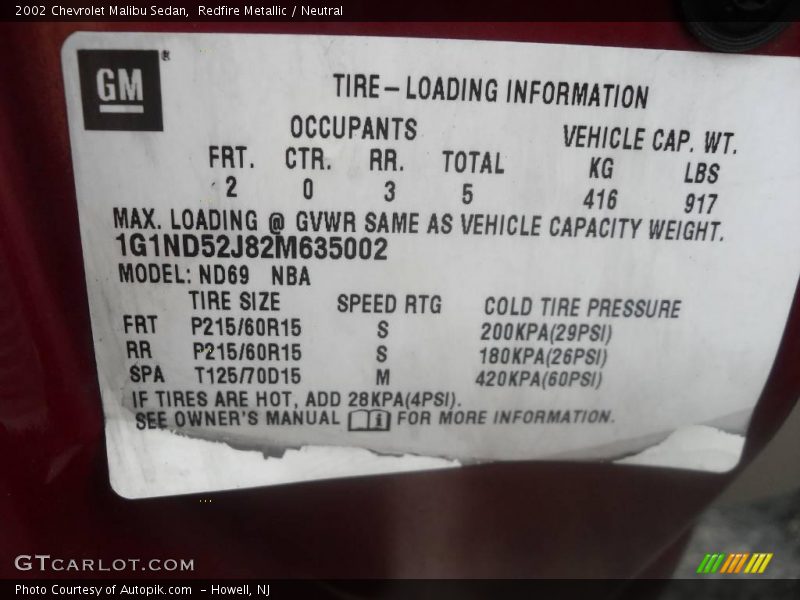 2002 Chevrolet Malibu Sedan,  Redfire Metallic / Neutral
GM
TIRE-LOADING INFORMATION
OCCUPANTS VEHICLE CAP. WT.
FRT. CTR. RR. TOTAL KG LBS
2 0 3 5 416 917
MAX. LOADING @ GVWR SAME AS VEHICLE CAPACITY WEIGHT.
1G1ND52J82M635002
MODEL: ND69 NBA
TIRE SIZE SPEED RTG COLD TIRE PRESSURE
FRT P215/60R15 S 200KPA(29PSI)
RR P215/60R15 S 180KPA(26PSI)
SPA T125/70D15 M 420KPA(60PSI)
IF TIRES ARE HOT, ADD 28KPA(4PSI).
SEE OWNER'S MANUAL i FOR MORE INFORMATION.
GTCARLOT.COM
Photo Courtesy of Autopik.com  - Howell, NJ